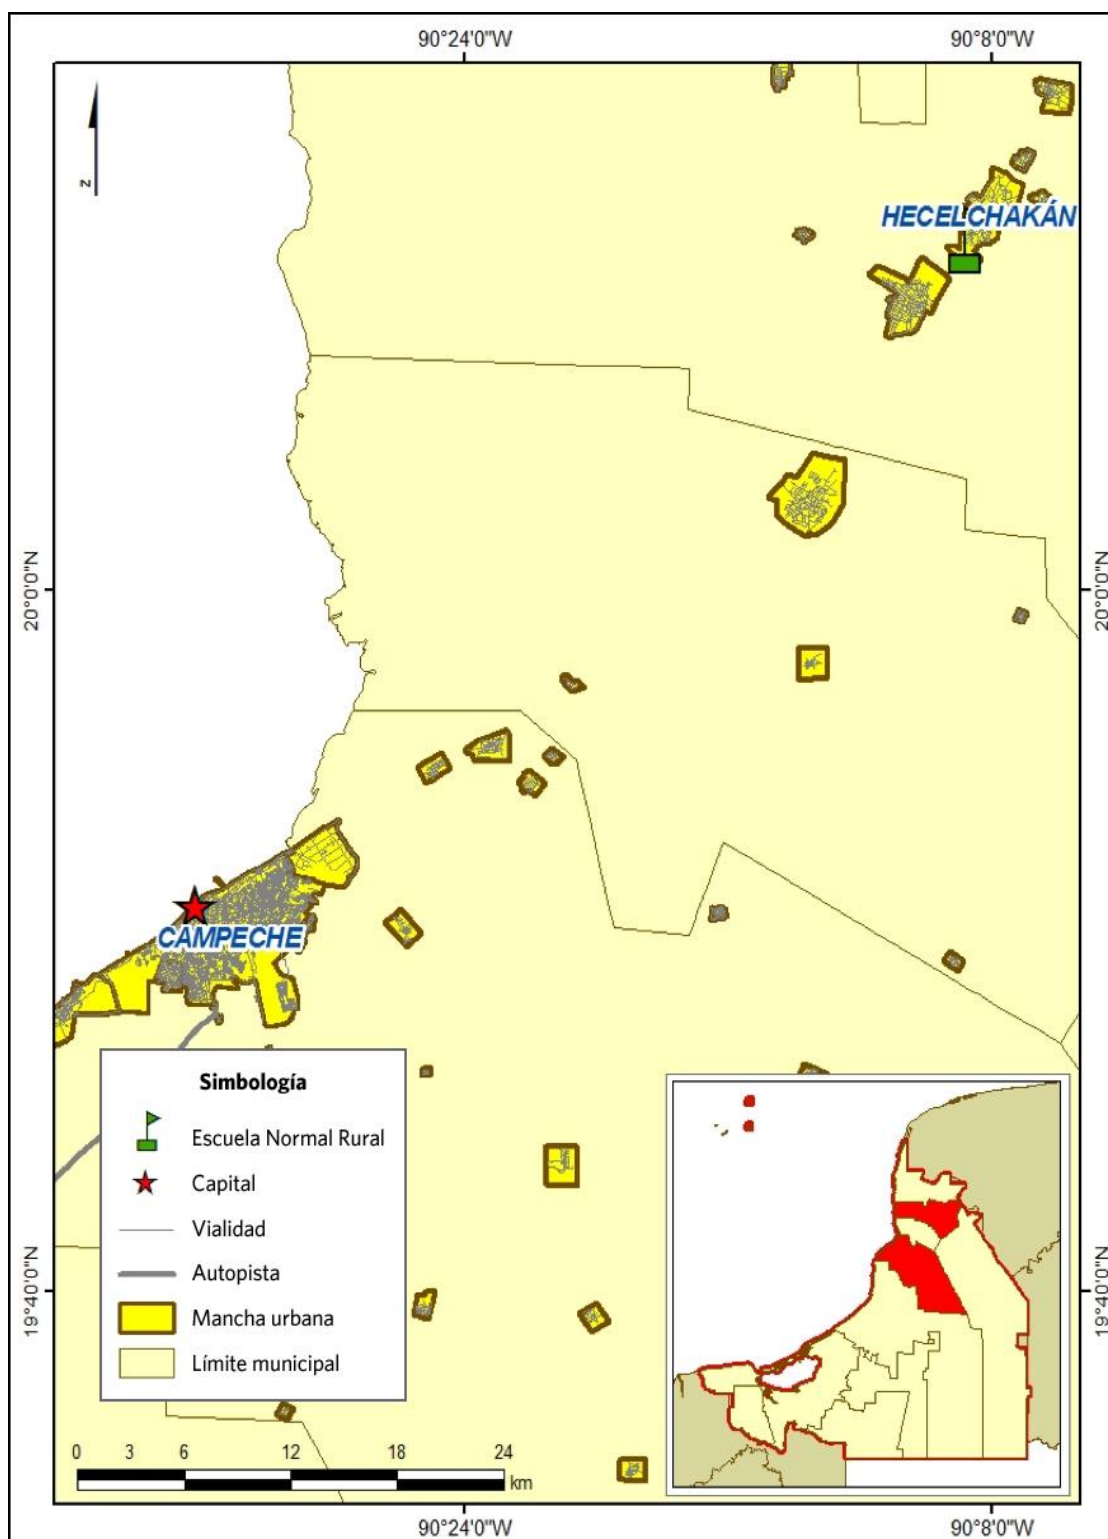 90°24'0"W 90°8'0"W
z
HECELCHAKÁN
20°0'0"N 20°0'0"N
CAMPECHE
Simbología
Escuela Normal Rural
Capital
Vialidad
Autopista
Mancha urbana
Límite municipal
19°40'0"N 19°40'0"N
0 3 6 12 18 24
km
90°24'0"W 90°8'0"W